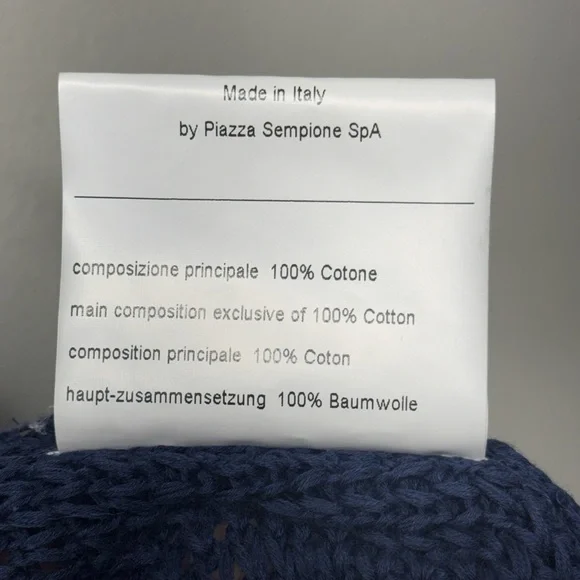 Made in Italy
by Piazza Sempione SpA
composizione principale 100% Cotone
main composition exclusive of 100% Cotton
composition principale 100% Coton
haupt-zusammensetzung 100% Baumwolle